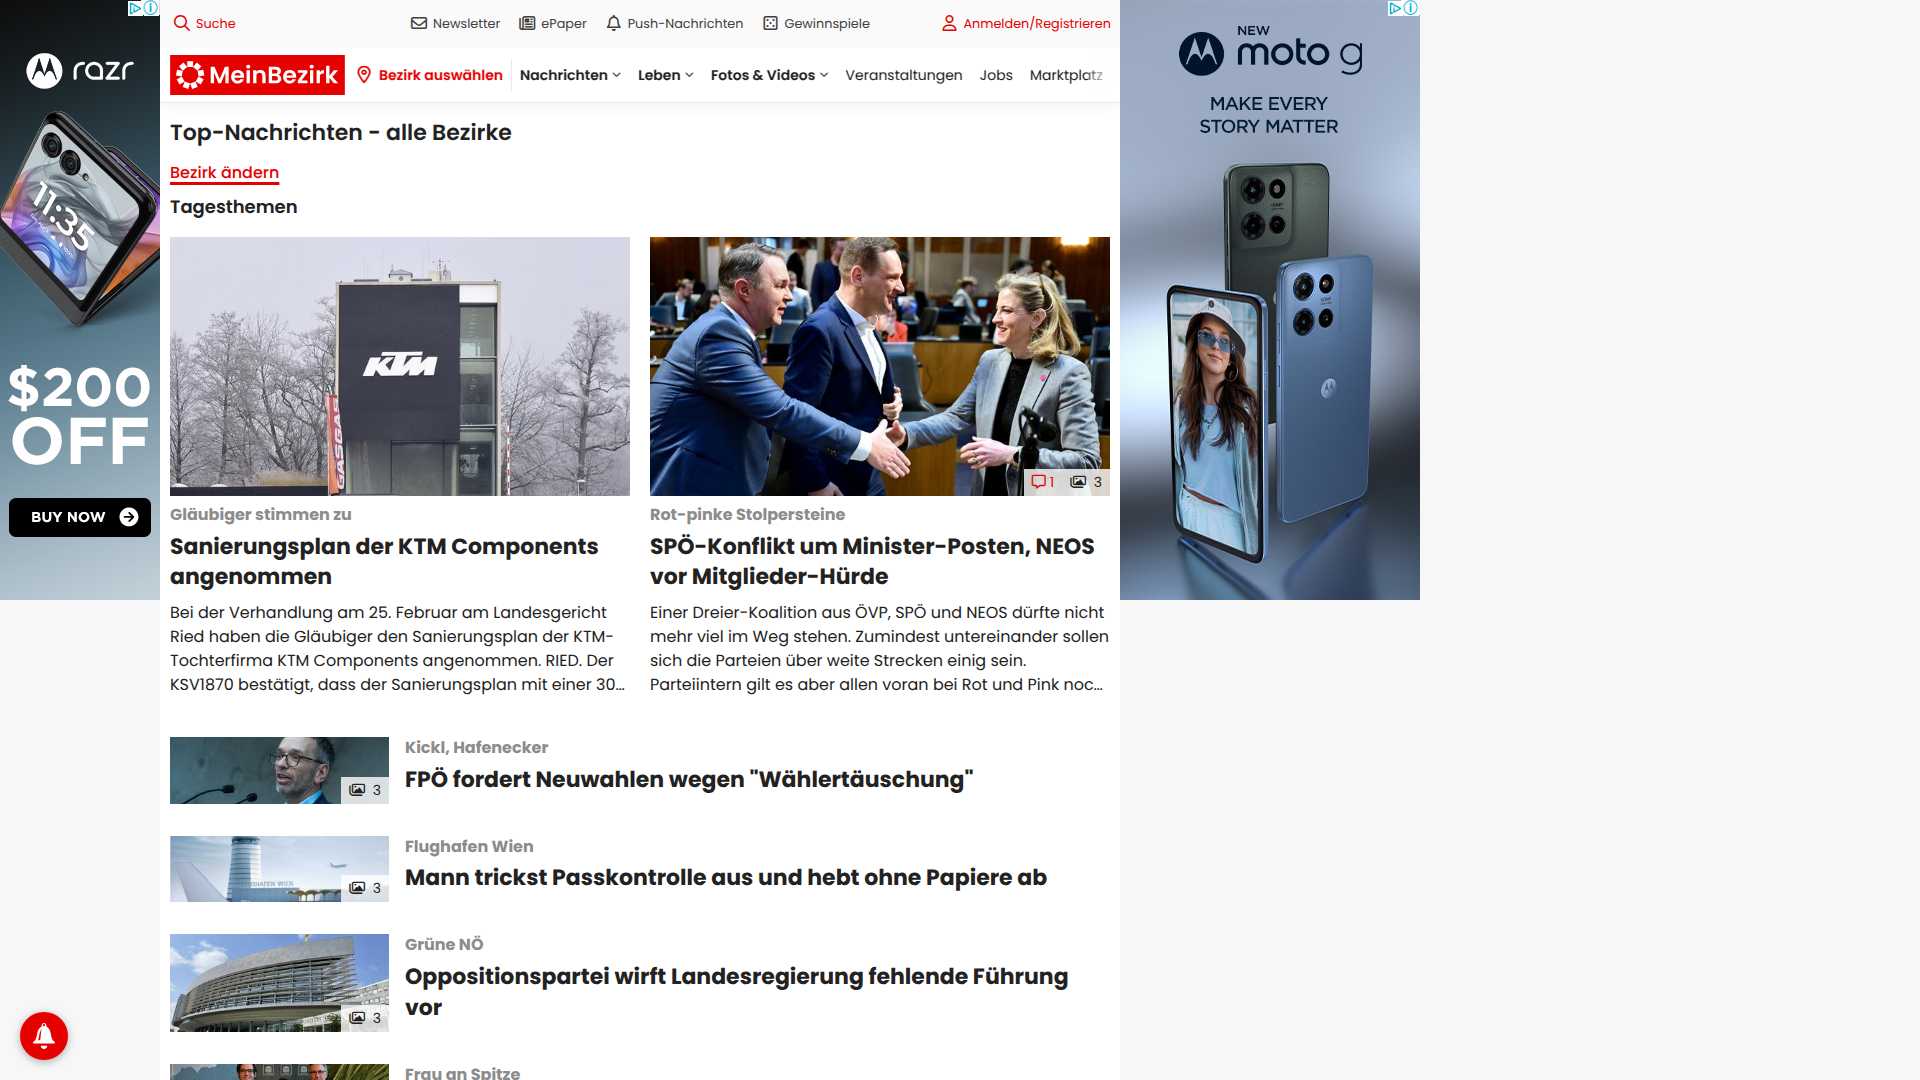 Suche
Newsletter
ePaper
Push-Nachrichten
Gewinnspiele
Anmelden/Registrieren
MeinBezirk
Bezirk auswählen
Nachrichten
Leben
Fotos & Videos
Veranstaltungen
Jobs
Marktplatz
razr
11:35
$200
OFF
BUY NOW
NEW
moto g
MAKE EVERY
STORY MATTER
Top-Nachrichten - alle Bezirke
Bezirk ändern
Tagesthemen
KTM
GASGAS
1
3
Gläubiger stimmen zu
Sanierungsplan der KTM Components
angenommen
Bei der Verhandlung am 25. Februar am Landesgericht
Ried haben die Gläubiger den Sanierungsplan der KTM-
Tochterfirma KTM Components angenommen. RIED. Der
KSV1870 bestätigt, dass der Sanierungsplan mit einer 30...
Rot-pinke Stolpersteine
SPÖ-Konflikt um Minister-Posten, NEOS
vor Mitglieder-Hürde
Einer Dreier-Koalition aus ÖVP, SPÖ und NEOS dürfte nicht
mehr viel im Weg stehen. Zumindest untereinander sollen
sich die Parteien über weite Strecken einig sein.
Parteiintern gilt es aber allen voran bei Rot und Pink noc...
3
Kickl, Hafenecker
FPÖ fordert Neuwahlen wegen "Wählertäuschung"
3
Flughafen Wien
Mann trickst Passkontrolle aus und hebt ohne Papiere ab
3
Grüne NÖ
Oppositionspartei wirft Landesregierung fehlende Führung
vor
Frau an Spitze